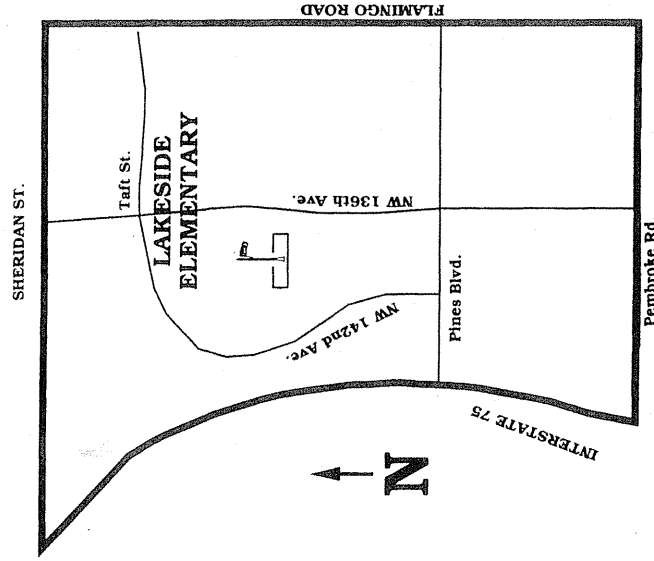 FLAMINGO ROAD
SHERIDAN ST.
Taft St.
LAKESIDE
ELEMENTARY
NW 136th Ave.
NW 142nd Ave.
Pines Blvd.
Pembroke Rd.
INTERSTATE 75
N